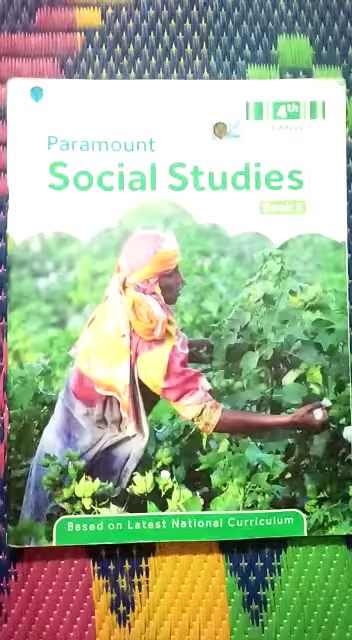 4th
Edition
Paramount
Social Studies
Based on Latest National Curriculum